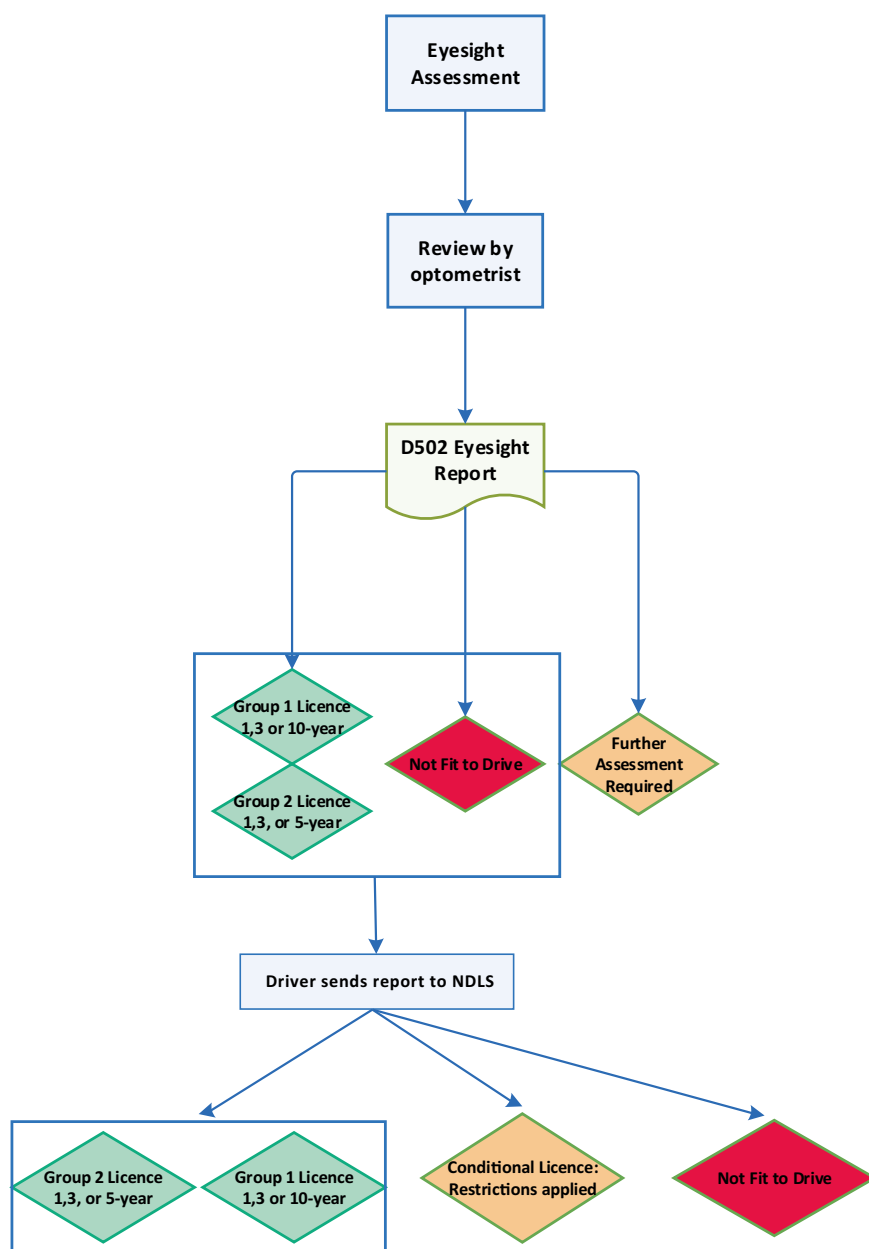 Eyesight
Assessment
Review by
optometrist
D502 Eyesight
Report
Group 1 Licence
1,3 or 10-year
Group 2 Licence
1,3, or 5-year
Not Fit to Drive
Further
Assessment
Required
Driver sends report to NDLS
Group 2 Licence
1,3, or 5-year
Group 1 Licence
1,3 or 10-year
Conditional Licence:
Restrictions applied
Not Fit to Drive